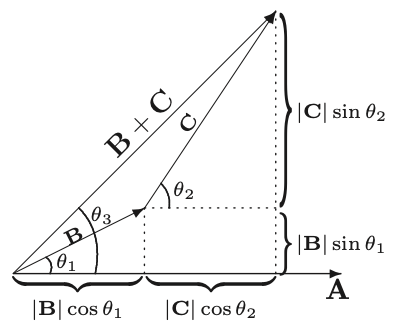 B + C
C
|C| sin θ₂
θ₂
θ₃
B
θ₁
|B| sin θ₁
A
|B| cos θ₁
|C| cos θ₂